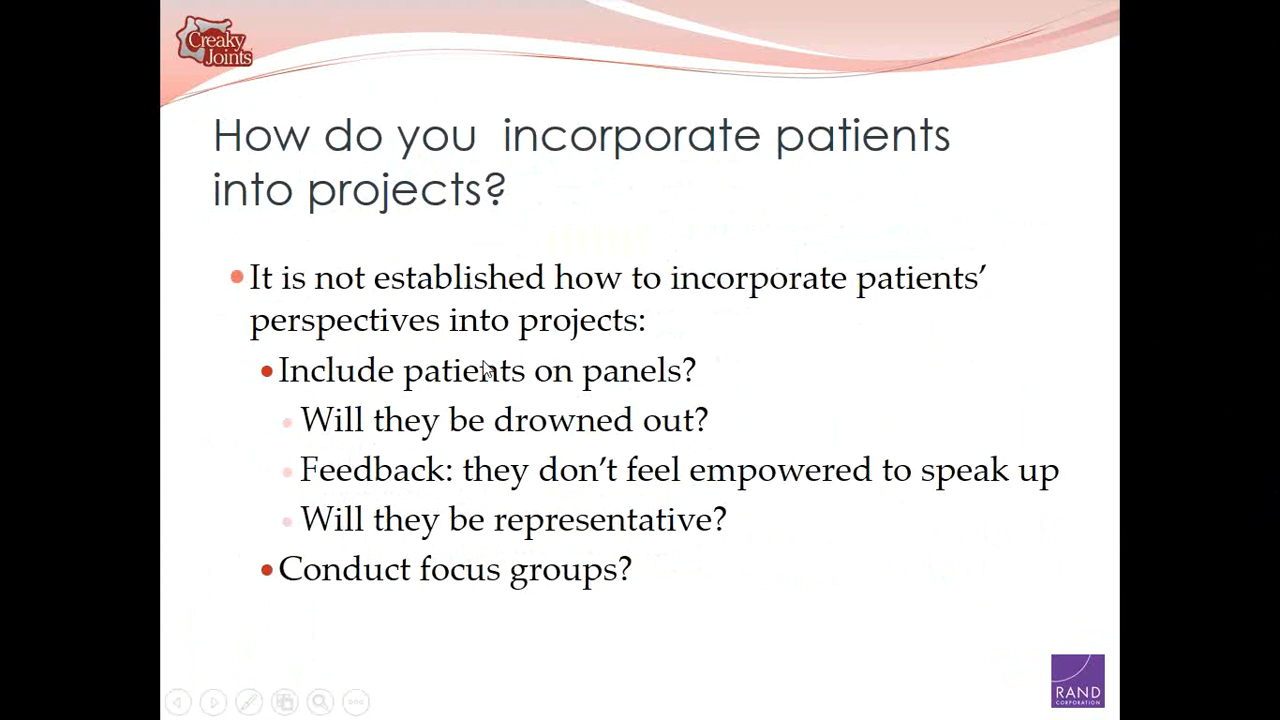 Creaky
Joints
How do you  incorporate patients
into projects?
It is not established how to incorporate patients’
perspectives into projects:
Include patients on panels?
Will they be drowned out?
Feedback: they don’t feel empowered to speak up
Will they be representative?
Conduct focus groups?
RAND
CORPORATION